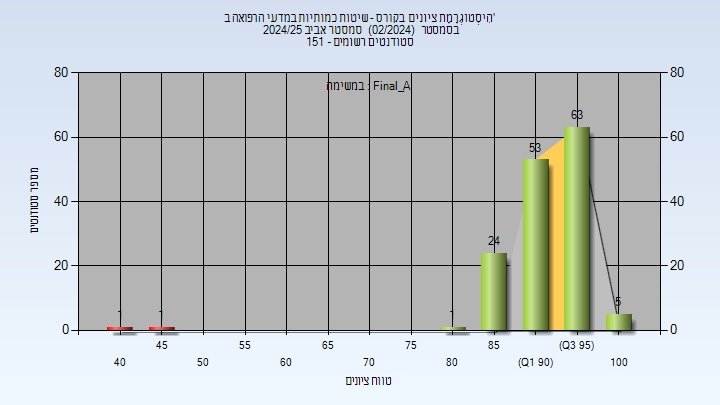 היסטוגרמת ציונים בקורס - שיטות כמותיות במדעי הרפואה ב'
בסמסטר (02/2024) סמסטר אביב 2024/25
סטודנטים רשומים - 151
במשימה : Final_A
מספר סטודנטים
80 80
60 60
40 40
20 20
0 0
1 1 1 24 53 63 5
45 55 65 75 85 (Q3 95)
40 50 60 70 80 (Q1 90) 100
טווח ציונים